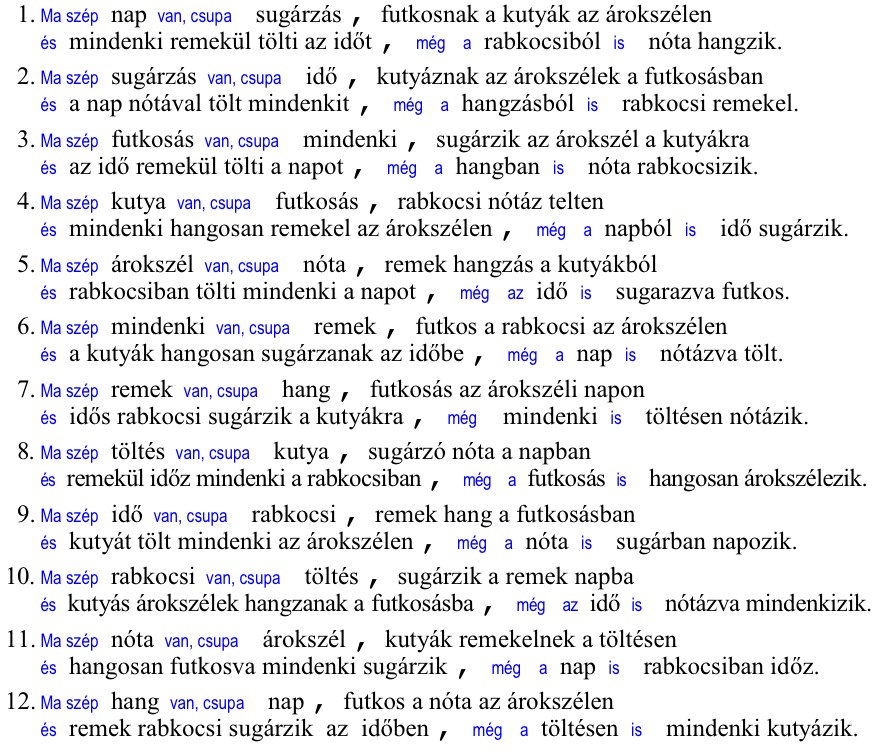 1. Ma szép nap van, csupa sugárzás , futkosnak a kutyák az árokszélen
és mindenki remekül tölti az időt , még a rabkocsiból is nóta hangzik.
2. Ma szép sugárzás van, csupa idő , kutyáznak az árokszélek a futkosásban
és a nap nótával tölt mindenkit , még a hangzásból is rabkocsi remekel.
3. Ma szép futkosás van, csupa mindenki , sugárzik az árokszél a kutyákra
és az idő remekül tölti a napot , még a hangban is nóta rabkocsizik.
4. Ma szép kutya van, csupa futkosás , rabkocsi nótáz telten
és mindenki hangosan remekel az árokszélen , még a napból is idő sugárzik.
5. Ma szép árokszél van, csupa nóta , remek hangzás a kutyákból
és rabkocsiban tölti mindenki a napot , még az idő is sugarazva futkos.
6. Ma szép mindenki van, csupa remek , futkos a rabkocsi az árokszélen
és a kutyák hangosan sugárzanak az időbe , még a nap is nótázva tölt.
7. Ma szép remek van, csupa hang , futkosás az árokszéli napon
és idős rabkocsi sugárzik a kutyákra , még mindenki is töltésen nótázik.
8. Ma szép töltés van, csupa kutya , sugárzó nóta a napban
és remekül időz mindenki a rabkocsiban , még a futkosás is hangosan árokszélezik.
9. Ma szép idő van, csupa rabkocsi , remek hang a futkosásban
és kutyát tölt mindenki az árokszélen , még a nóta is sugárban napozik.
10. Ma szép rabkocsi van, csupa töltés , sugárzik a remek napba
és kutyás árokszélek hangzanak a futkosásba , még az idő is nótázva mindenkizik.
11. Ma szép nóta van, csupa árokszél , kutyák remekelnek a töltésen
és hangosan futkosva mindenki sugárzik , még a nap is rabkocsiban időz.
12. Ma szép hang van, csupa nap , futkos a nóta az árokszélen
és remek rabkocsi sugárzik az időben , még a töltésen is mindenki kutyázik.